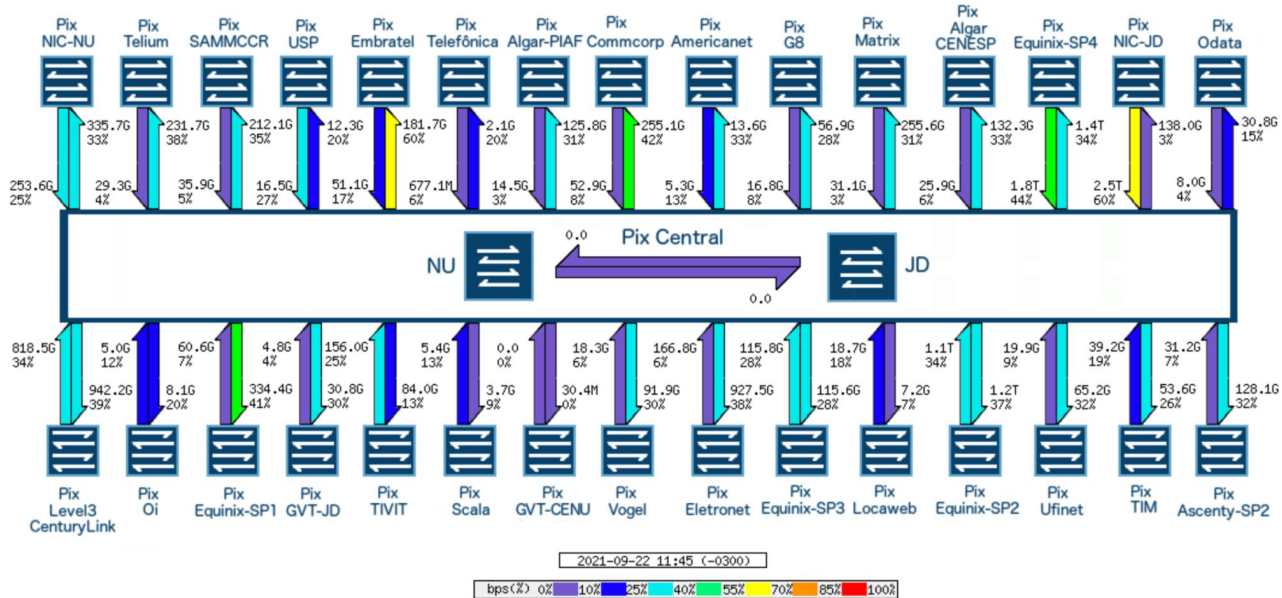 Pix
NIC-NU
Pix
Telium
Pix
SAMMCCR
Pix
USP
Pix
Embratel
Pix
Telefônica
Pix
Algar-PIAF
Pix
Commcorp
Pix
Americanet
Pix
G8
Pix
Matrix
Pix
Algar
CENESP
Pix
Equinix-SP4
Pix
NIC-JD
Pix
Odata
335.7G
33%
231.7G
38%
212.1G
35%
12.3G
20%
181.7G
60%
2.1G
20%
125.8G
31%
255.1G
42%
13.6G
33%
56.9G
28%
255.6G
31%
132.3G
33%
1.4T
34%
138.0G
3%
30.8G
15%
253.6G
25%
29.3G
4%
35.9G
5%
16.5G
27%
51.1G
17%
677.1M
6%
14.5G
3%
52.9G
8%
5.3G
13%
16.8G
8%
31.1G
3%
25.9G
6%
1.8T
44%
2.5T
60%
8.0G
4%
NU
0.0
Pix Central
0.0
JD
818.5G
34%
5.0G
12%
60.6G
7%
4.8G
4%
156.0G
25%
5.4G
13%
0.0
0%
18.3G
6%
166.8G
6%
115.8G
28%
18.7G
7%
1.1T
34%
19.9G
9%
39.2G
19%
31.2G
7%
942.2G
39%
8.1G
20%
334.4G
41%
30.8G
30%
84.0G
13%
3.7G
9%
30.4M
0%
91.9G
30%
927.5G
38%
115.6G
28%
7.2G
7%
1.2T
37%
65.2G
32%
53.6G
26%
128.1G
32%
Pix
Level3
CenturyLink
Pix
Oi
Pix
Equinix-SP1
Pix
GVT-JD
Pix
TIVIT
Pix
Scala
Pix
GVT-CENU
Pix
Vogel
Pix
Eletronet
Pix
Equinix-SP3
Pix
Locaweb
Pix
Equinix-SP2
Pix
Ufinet
Pix
TIM
Pix
Ascenty-SP2
2021-09-22 11:45 (-0300)
bps(%) 0% 10% 25% 40% 55% 70% 85% 100%